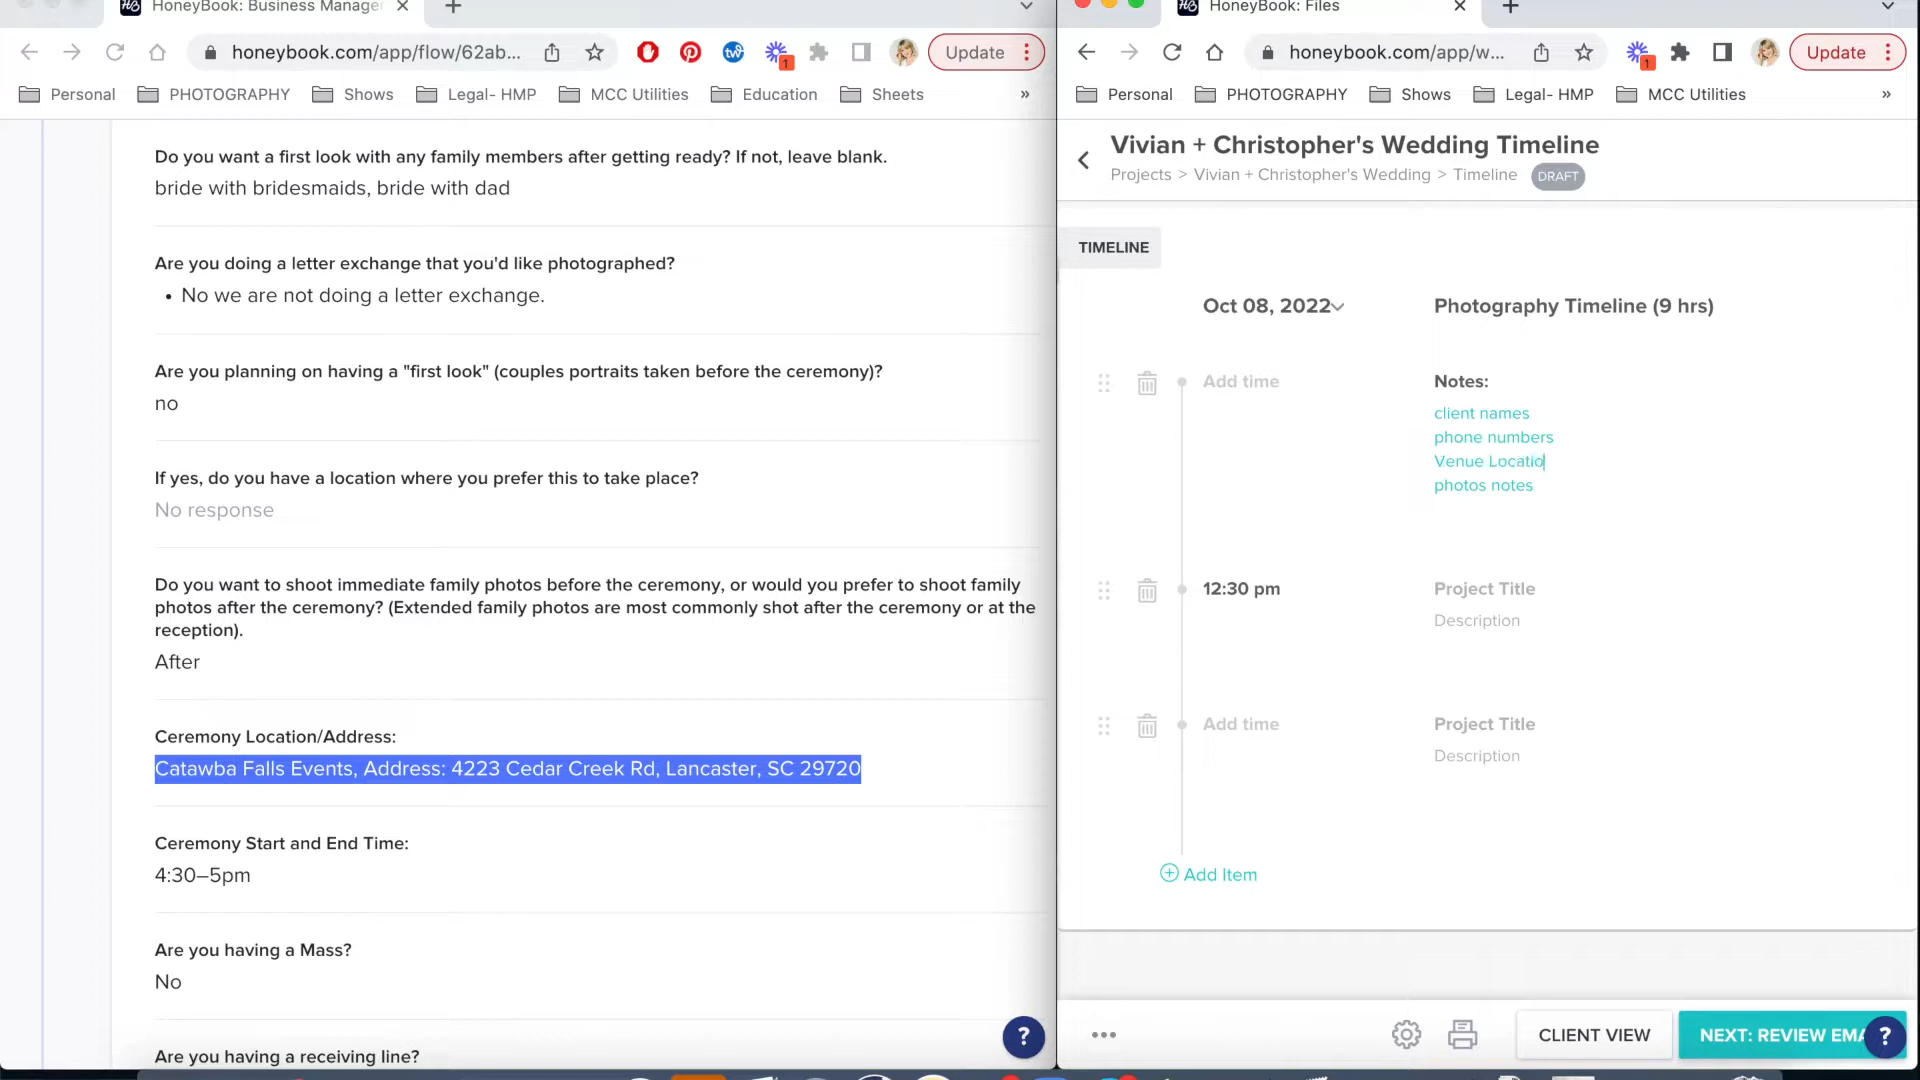 HoneyBook: Business Manager
honeybook.com/app/flow/62ab...
1
Update
Personal
PHOTOGRAPHY
Shows
Legal- HMP
MCC Utilities
Education
Sheets
»
Do you want a first look with any family members after getting ready? If not, leave blank.
bride with bridesmaids, bride with dad
Are you doing a letter exchange that you'd like photographed?
• No we are not doing a letter exchange.
Are you planning on having a "first look" (couples portraits taken before the ceremony)?
no
If yes, do you have a location where you prefer this to take place?
No response
Do you want to shoot immediate family photos before the ceremony, or would you prefer to shoot family
photos after the ceremony? (Extended family photos are most commonly shot after the ceremony or at the
reception).
After
Ceremony Location/Address:
Catawba Falls Events, Address: 4223 Cedar Creek Rd, Lancaster, SC 29720
Ceremony Start and End Time:
4:30–5pm
Are you having a Mass?
No
Are you having a receiving line?
?
HoneyBook: Files
honeybook.com/app/w...
1
Update
Personal
PHOTOGRAPHY
Shows
Legal- HMP
MCC Utilities
»
Vivian + Christopher's Wedding Timeline
Projects > Vivian + Christopher's Wedding > Timeline DRAFT
TIMELINE
Oct 08, 2022
Photography Timeline (9 hrs)
Add time
Notes:
client names
phone numbers
Venue Locatio
photos notes
12:30 pm
Project Title
Description
Add time
Project Title
Description
Add Item
CLIENT VIEW
NEXT: REVIEW EMA
?